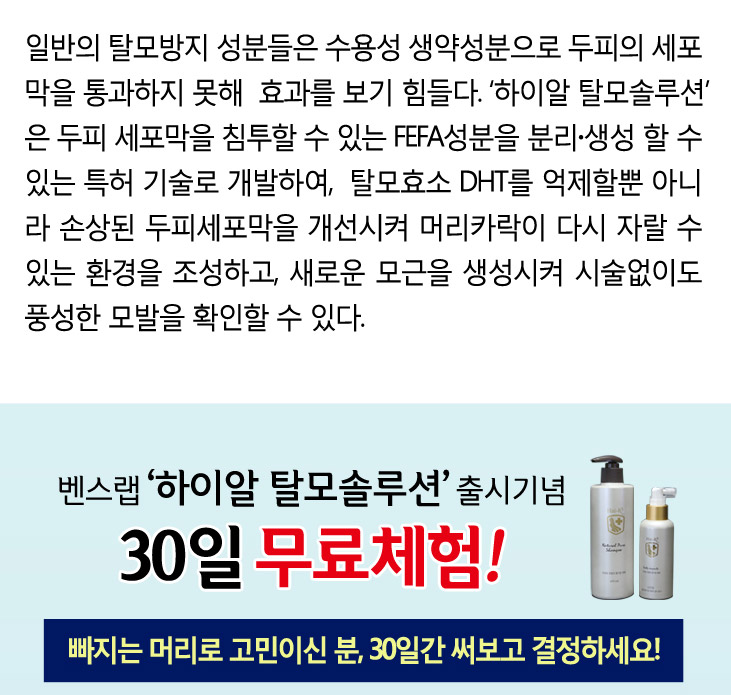 일반의 탈모방지 성분들은 수용성 생약성분으로 두피의 세포
막을 통과하지 못해 효과를 보기 힘들다. ‘하이알 탈모솔루션’
은 두피 세포막을 침투할 수 있는 FEFA성분을 분리·생성 할 수
있는 특허 기술로 개발하여, 탈모효소 DHT를 억제할뿐 아니
라 손상된 두피세포막을 개선시켜 머리카락이 다시 자랄 수
있는 환경을 조성하고, 새로운 모근을 생성시켜 시술없이도
풍성한 모발을 확인할 수 있다.
벤스랩 ‘하이알 탈모솔루션’ 출시기념
30일 무료체험!
빠지는 머리로 고민이신 분, 30일간 써보고 결정하세요!